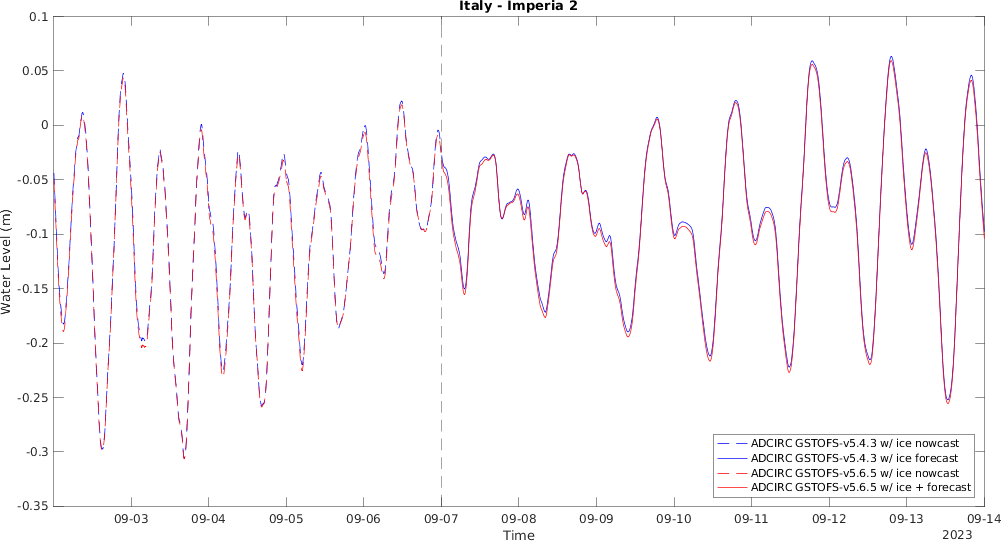 Italy - Imperia 2
0.1
0.05
0
-0.05
-0.1
-0.15
-0.2
-0.25
-0.3
-0.35
Water Level (m)
09-03 09-04 09-05 09-06 09-07 09-08 09-09 09-10 09-11 09-12 09-13 09-14
Time
2023
ADCIRC GSTOFS-v5.4.3 w/ ice nowcast
ADCIRC GSTOFS-v5.4.3 w/ ice forecast
ADCIRC GSTOFS-v5.6.5 w/ ice nowcast
ADCIRC GSTOFS-v5.6.5 w/ ice + forecast